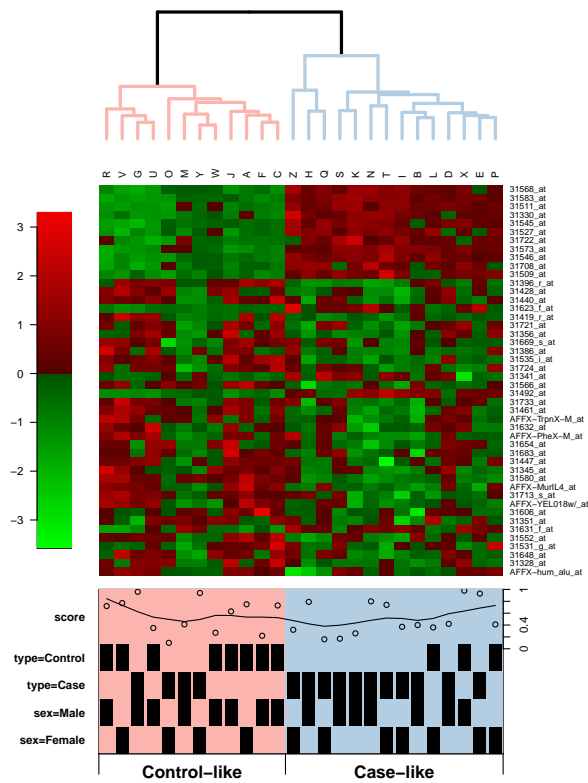 R V G U O M Y W J A F C Z H Q S K N T I B L D X E P
31568_at
31583_at
31511_at
31330_at
31545_at
31527_at
31722_at
31573_at
31546_at
31708_at
31509_at
31396_r_at
31428_at
31440_at
31623_f_at
31419_r_at
31721_at
31356_at
31669_s_at
31386_at
31535_i_at
31724_at
31341_at
31566_at
31492_at
31733_at
31461_at
AFFX-TrpnX-M_at
31632_at
AFFX-PheX-M_at
31654_at
31683_at
31447_at
31345_at
31580_at
AFFX-MurIL4_at
31713_s_at
AFFX-YEL018w/_at
31606_at
31351_at
31631_f_at
31552_at
31531_g_at
31648_at
31328_at
AFFX-hum_alu_at
3
2
1
0
−1
−2
−3
score
0 0.4 1
type=Control
type=Case
sex=Male
sex=Female
Control-like Case-like